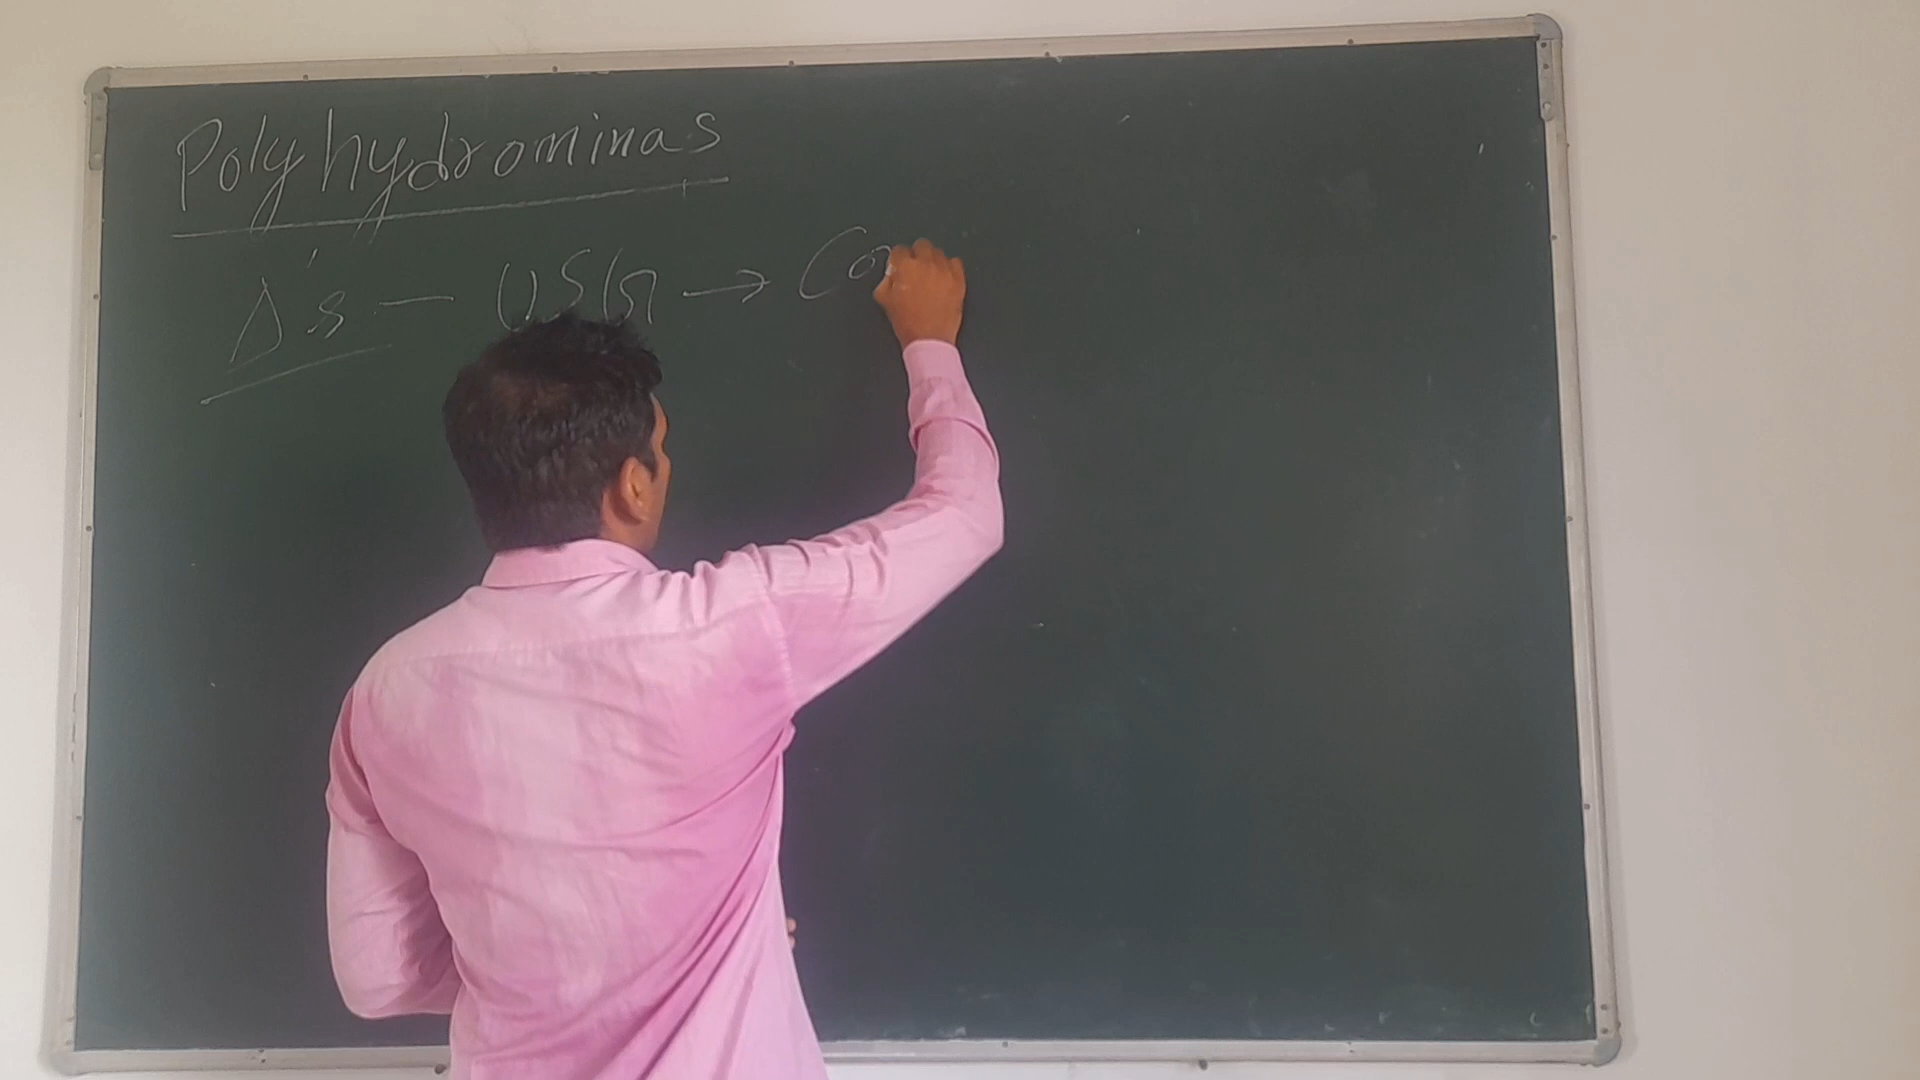 Polyhydrominas
Δ's — USG → Co